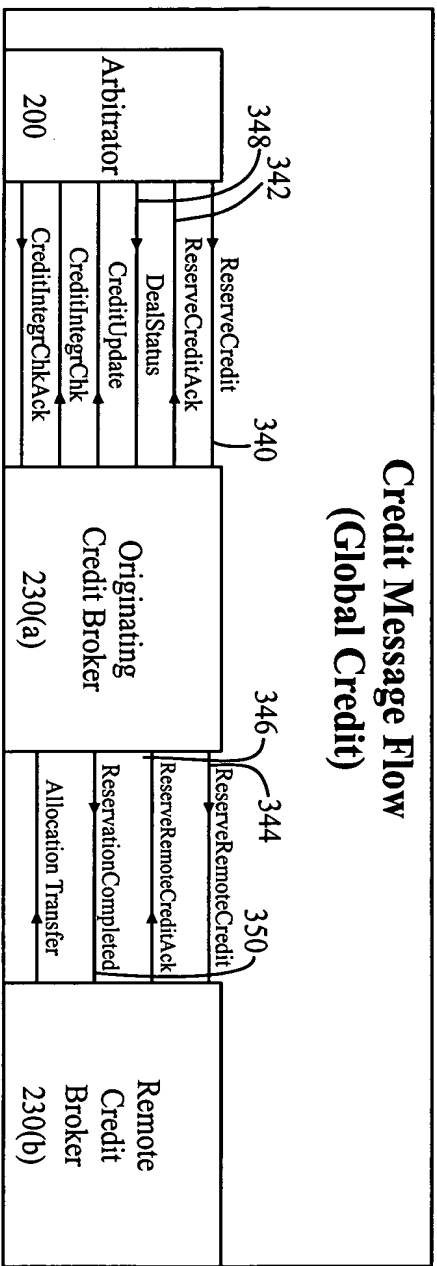 Credit Message Flow
(Global Credit)
Arbitrator
200
348
342
ReserveCredit
340
ReserveCreditAck
DealStatus
CreditUpdate
CreditIntegrChk
CreditIntegrChkAck
Originating
Credit Broker
230(a)
346
344
350
ReserveRemoteCredit
ReserveRemoteCreditAck
ReservationCompleted
Allocation Transfer
Remote
Credit
Broker
230(b)